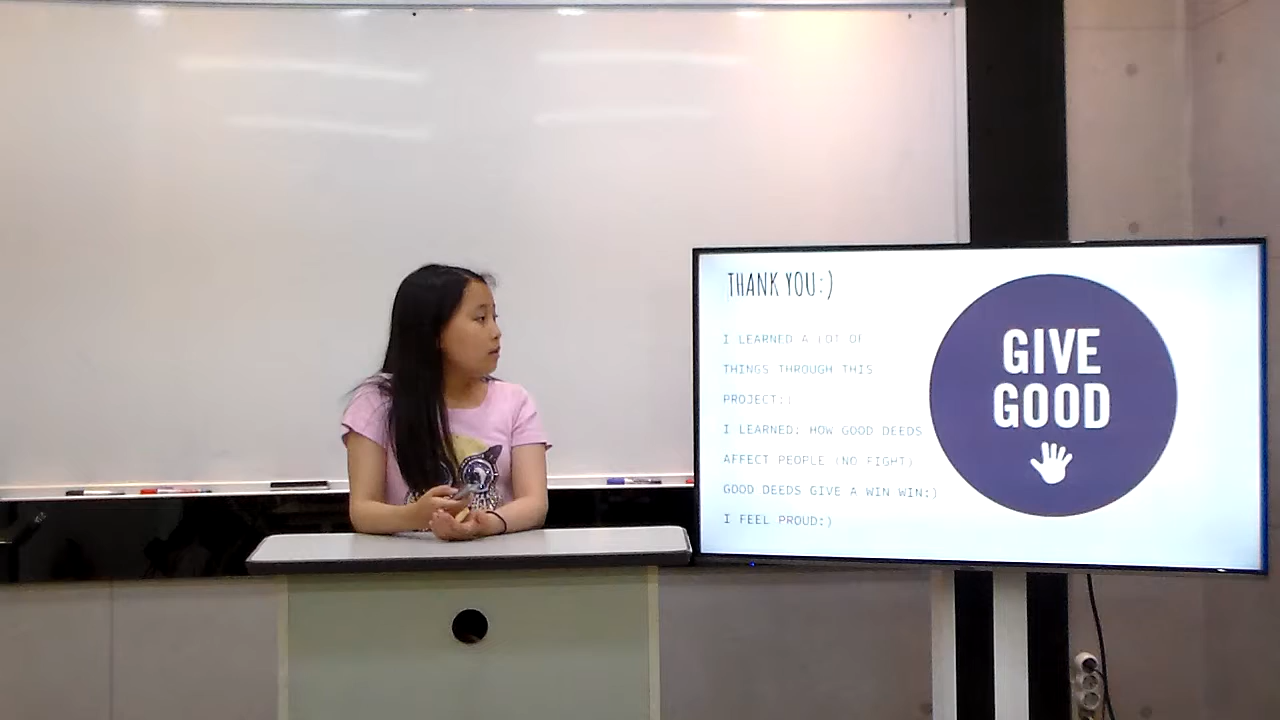 THANK YOU:)
I LEARNED A LOT OF
THINGS THROUGH THIS
PROJECT:)
I LEARNED: HOW GOOD DEEDS
AFFECT PEOPLE (NO FIGHT)
GOOD DEEDS GIVE A WIN WIN:)
I FEEL PROUD:)
GIVE
GOOD